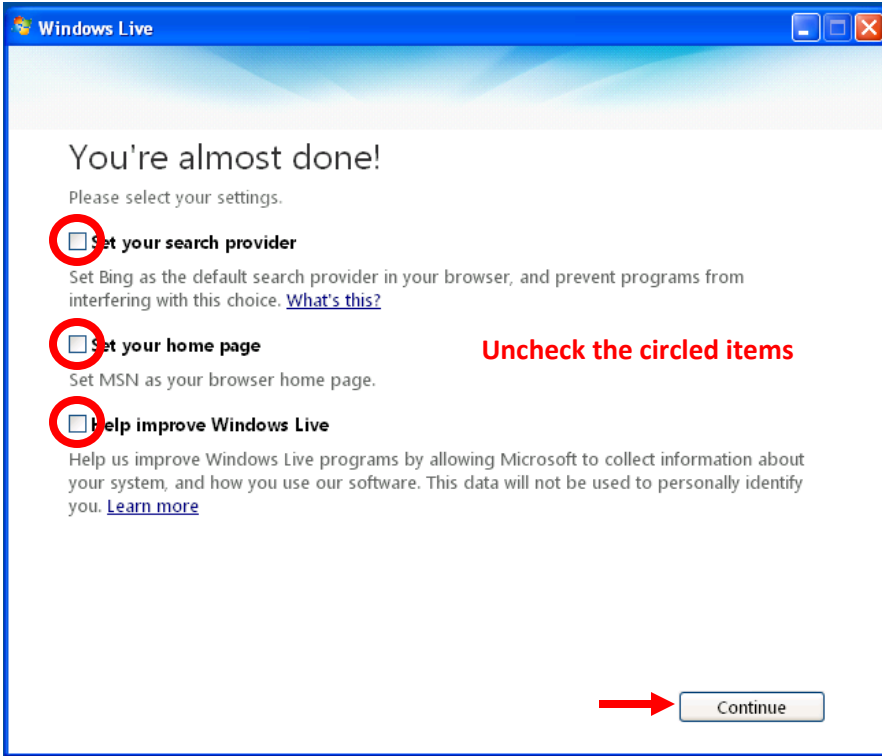 Windows Live
You're almost done!
Please select your settings.
Set your search provider
Set Bing as the default search provider in your browser, and prevent programs from
interfering with this choice. What's this?
Set your home page
Uncheck the circled items
Set MSN as your browser home page.
Help improve Windows Live
Help us improve Windows Live programs by allowing Microsoft to collect information about
your system, and how you use our software. This data will not be used to personally identify
you. Learn more
Continue